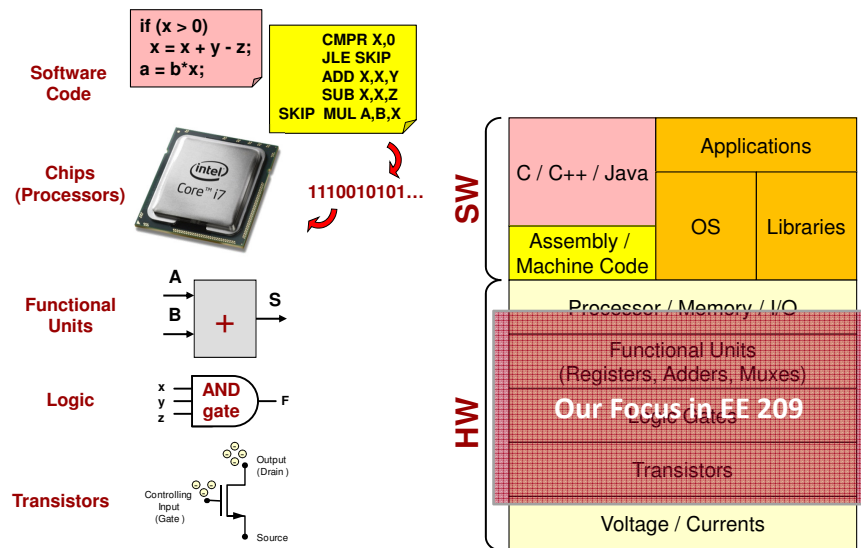 if (x > 0)
x = x + y - z;
a = b*x;
CMPR X,0
JLE SKIP
ADD X,X,Y
SUB X,X,Z
SKIP MUL A,B,X
Software
Code
Chips
(Processors)
intel
Core™ i7
1110010101…
Functional
Units
A
B
+
S
Logic
x
y
z
AND
gate
F
Transistors
Output
(Drain )
Controlling
Input
(Gate )
Source
SW
C / C++ / Java
Applications
OS
Libraries
Assembly /
Machine Code
HW
Processor / Memory / I/O
Functional Units
(Registers, Adders, Muxes)
Our Focus in EE 209
Logic Gates
Transistors
Voltage / Currents